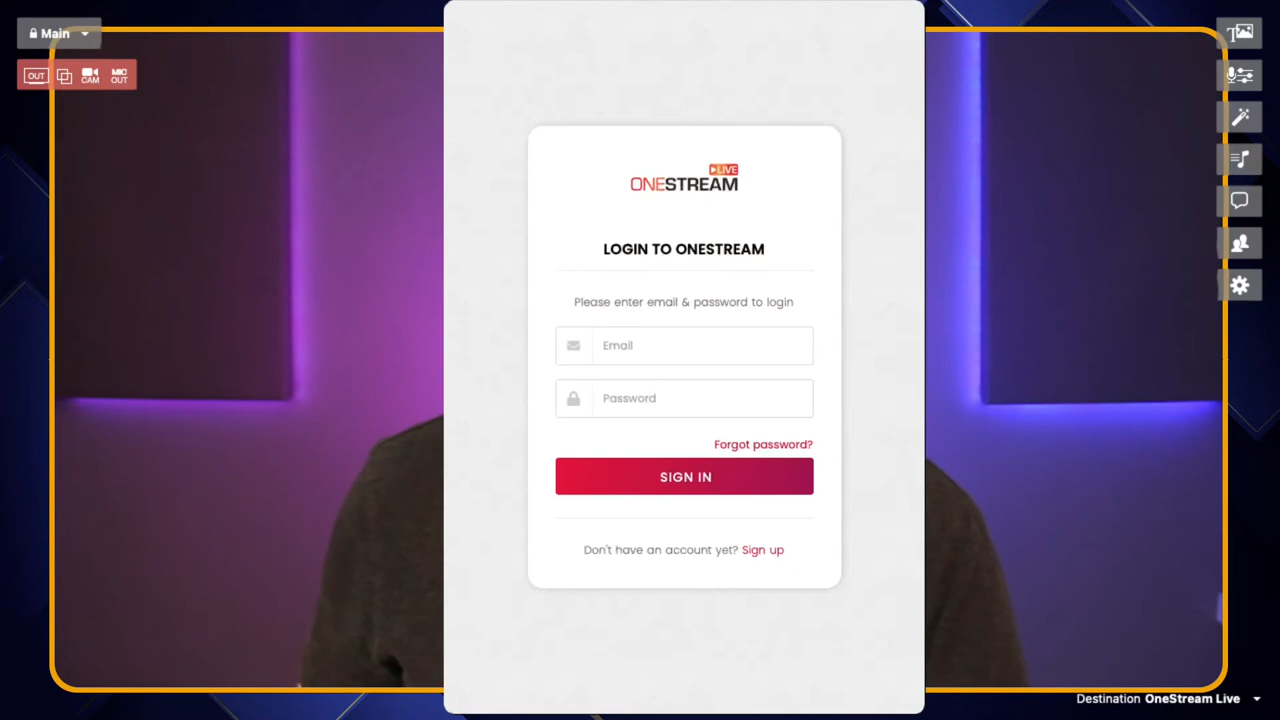 Main
OUT
CAM
MIC
OUT
T
LIVE
ONESTREAM
LOGIN TO ONESTREAM
Please enter email & password to login
Email
Password
Forgot password?
SIGN IN
Don't have an account yet? Sign up
Destination OneStream Live